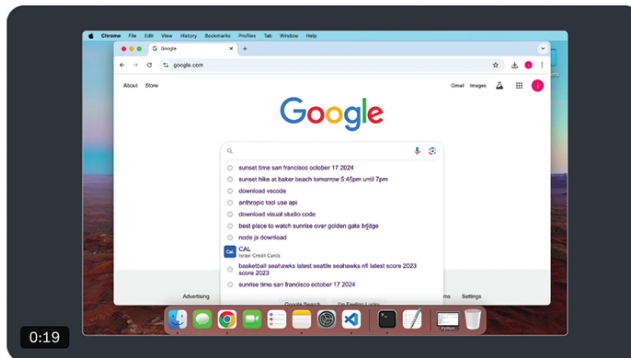 Chrome File Edit View History Bookmarks Profiles Tab Window Help
Google
google.com
About Store
Gmail Images
Google
sunset time san francisco october 17 2024
sunset hike at baker beach tomorrow 5:45pm until 7pm
download vscode
anthropic tool use api
download visual studio code
best place to watch sunrise over golden gate bridge
node js download
Cal
CAL
Israel Credit Cards
basketball seahawks latest seattle seahawks nfl latest score 2023
score 2023
sunrise time san francisco october 17 2024
Advertising
Google Search I'm Feeling Lucky
Settings
Python
0:19